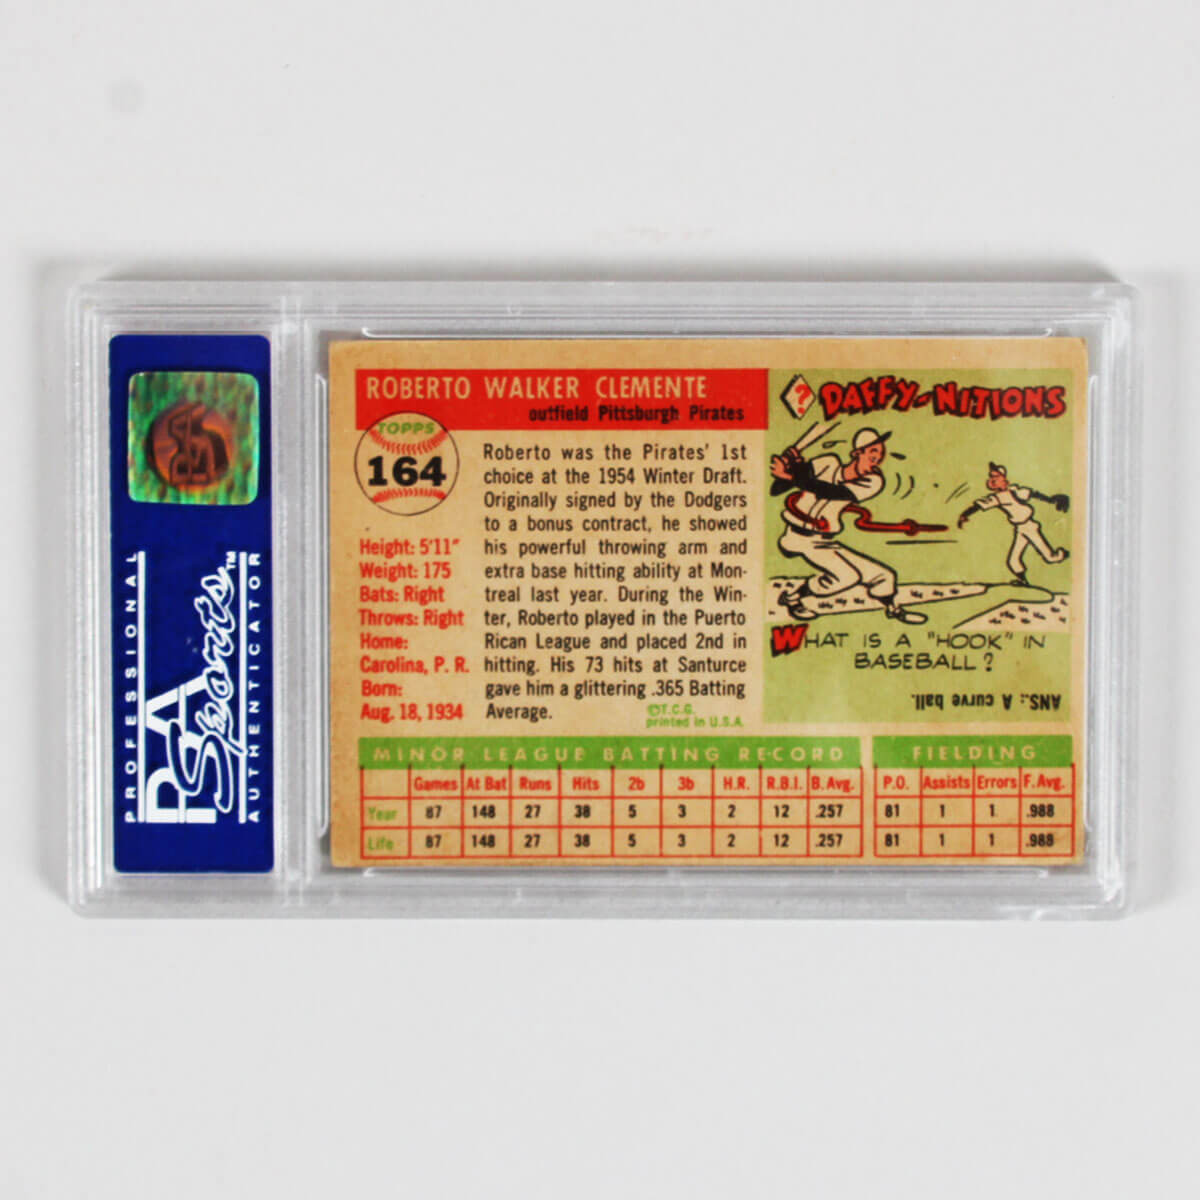 PROFESSIONAL
PSA
Sports™
AUTHENTICATOR
PSA
ROBERTO WALKER CLEMENTE
outfield Pittsburgh Pirates
TOPPS
164
Height: 5'11"
Weight: 175
Bats: Right
Throws: Right
Home:
Carolina, P. R.
Born:
Aug. 18, 1934
Roberto was the Pirates' 1st
choice at the 1954 Winter Draft.
Originally signed by the Dodgers
to a bonus contract, he showed
his powerful throwing arm and
extra base hitting ability at Mon-
treal last year. During the Win-
ter, Roberto played in the Puerto
Rican League and placed 2nd in
hitting. His 73 hits at Santurce
gave him a glittering .365 Batting
Average.
©T.C.G.
printed in U.S.A.
? DAFFY-NITIONS
WHAT IS A "HOOK" IN
BASEBALL?
ANS.: A curve ball.
MINOR LEAGUE BATTING RECORD
Games At Bat Runs Hits 2b 3b H.R. R.B.I. B.Avg.
Year 87 148 27 38 5 3 2 12 .257
Life 87 148 27 38 5 3 2 12 .257
FIELDING
P.O. Assists Errors F.Avg.
81 1 1 .988
81 1 1 .988